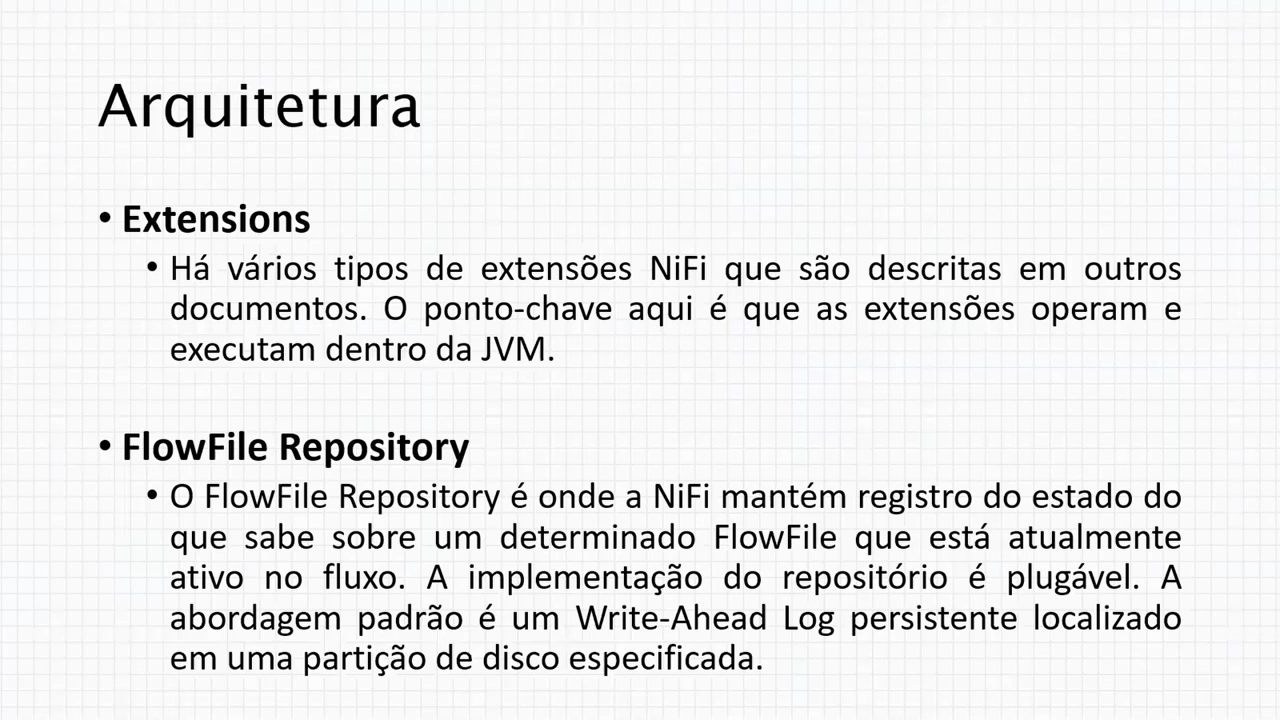 Arquitetura
• Extensions
• Há vários tipos de extensões NiFi que são descritas em outros
documentos. O ponto-chave aqui é que as extensões operam e
executam dentro da JVM.
• FlowFile Repository
• O FlowFile Repository é onde a NiFi mantém registro do estado do
que sabe sobre um determinado FlowFile que está atualmente
ativo no fluxo. A implementação do repositório é plugável. A
abordagem padrão é um Write-Ahead Log persistente localizado
em uma partição de disco especificada.